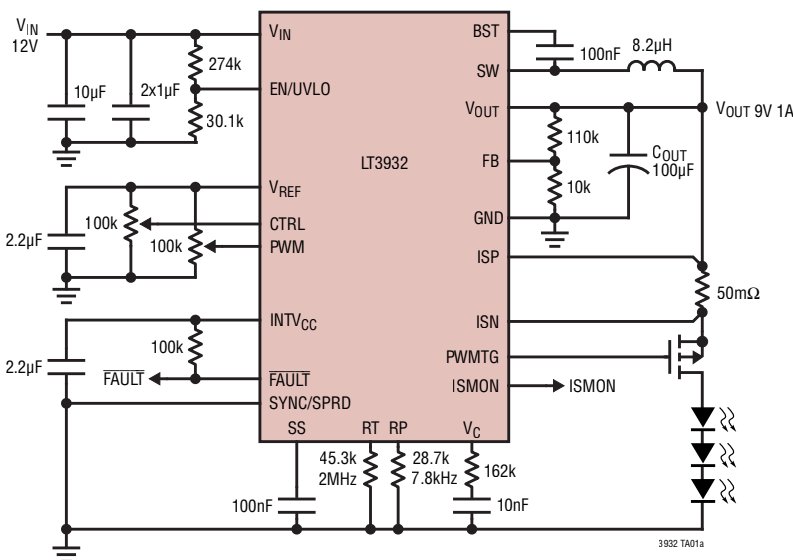 VIN
12V
10µF
2x1µF
274k
30.1k
VIN
EN/UVLO
BST
SW
VOUT
FB
GND
100nF
8.2µH
VOUT 9V 1A
110k
10k
COUT
100µF
LT3932
VREF
CTRL
PWM
100k
100k
2.2µF
ISP
ISN
PWMTG
ISMON
ISMON
50mΩ
INTVCC
FAULT
SYNC/SPRD
100k
2.2µF
FAULT
SS
RT
RP
VC
100nF
45.3k
2MHz
28.7k
7.8kHz
162k
10nF
3932 TA01a